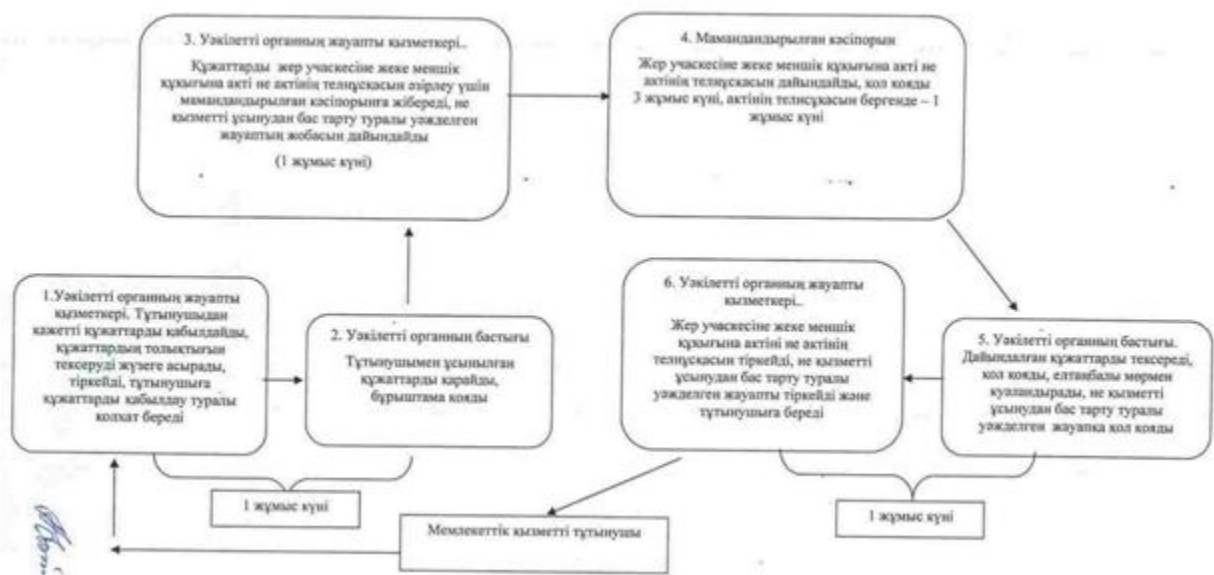 3. Уәкілетті органның жауапты қызметкері..
Құжаттарды жер учаскесіне жеке меншік
құқығына акті не актінің телнұсқасын әзірлеу үшін
мамандандырылған кәсіпорынға жібереді, не
қызметті ұсынудан бас тарту туралы уәжделген
жауаптың жобасын дайындайды
(1 жұмыс күні)
4. Мамандандырылған кәсіпорын
Жер учаскесіне жеке меншік құқығына акті не
актінің телнұсқасын дайындайды, қол қояды
3 жұмыс күні, актінің телнсұқасын бергенде – 1
жұмыс күні
1.Уәкілетті органның жауапты
қызметкері. Тұтынушыдан
қажетті құжаттарды қабылдайды,
құжаттардың толықтығын
тексеруді жүзеге асырады,
тіркейді, тұтынушыға
құжаттарды қабылдау туралы
қолхат береді
2. Уәкілетті органның бастығы
Тұтынушымен ұсынылған
құжаттарды қарайды,
бұрыштама қояды
6. Уәкілетті органның жауапты
қызметкері..
Жер учаскесіне жеке меншік
құқығына актіні не актінің
телнұсқасын тіркейді, не қызметті
ұсынудан бас тарту туралы
уәжделген жауапты тіркейді және
тұтынушыға береді
5. Уәкілетті органның бастығы.
Дайындалған құжаттарды тексереді,
қол қояды, елтаңбалы мөрмен
куәландырады, не қызметті
ұсынудан бас тарту туралы
уәжделген жауапқа қол қояды
1 жұмыс күні
1 жұмыс күні
Мемлекеттік қызметті тұтынушы